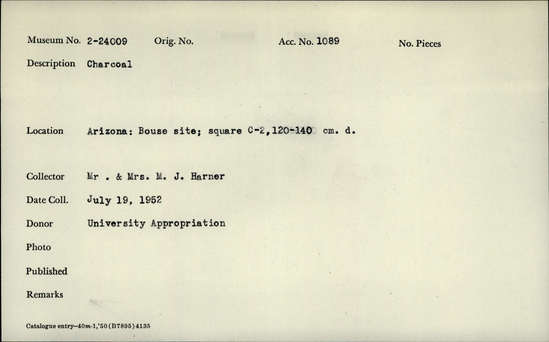 Museum No. 2-24009 Orig. No. Acc. No. 1089 No. Pieces
Description Charcoal
Location Arizona: Bouse site; square C-2,120-140 cm. d.
Collector Mr . & Mrs. M. J. Harner
Date Coll. July 19, 1952
Donor University Appropriation
Photo
Published
Remarks
Catalogue entry—40m-1,'50(B7895)4135